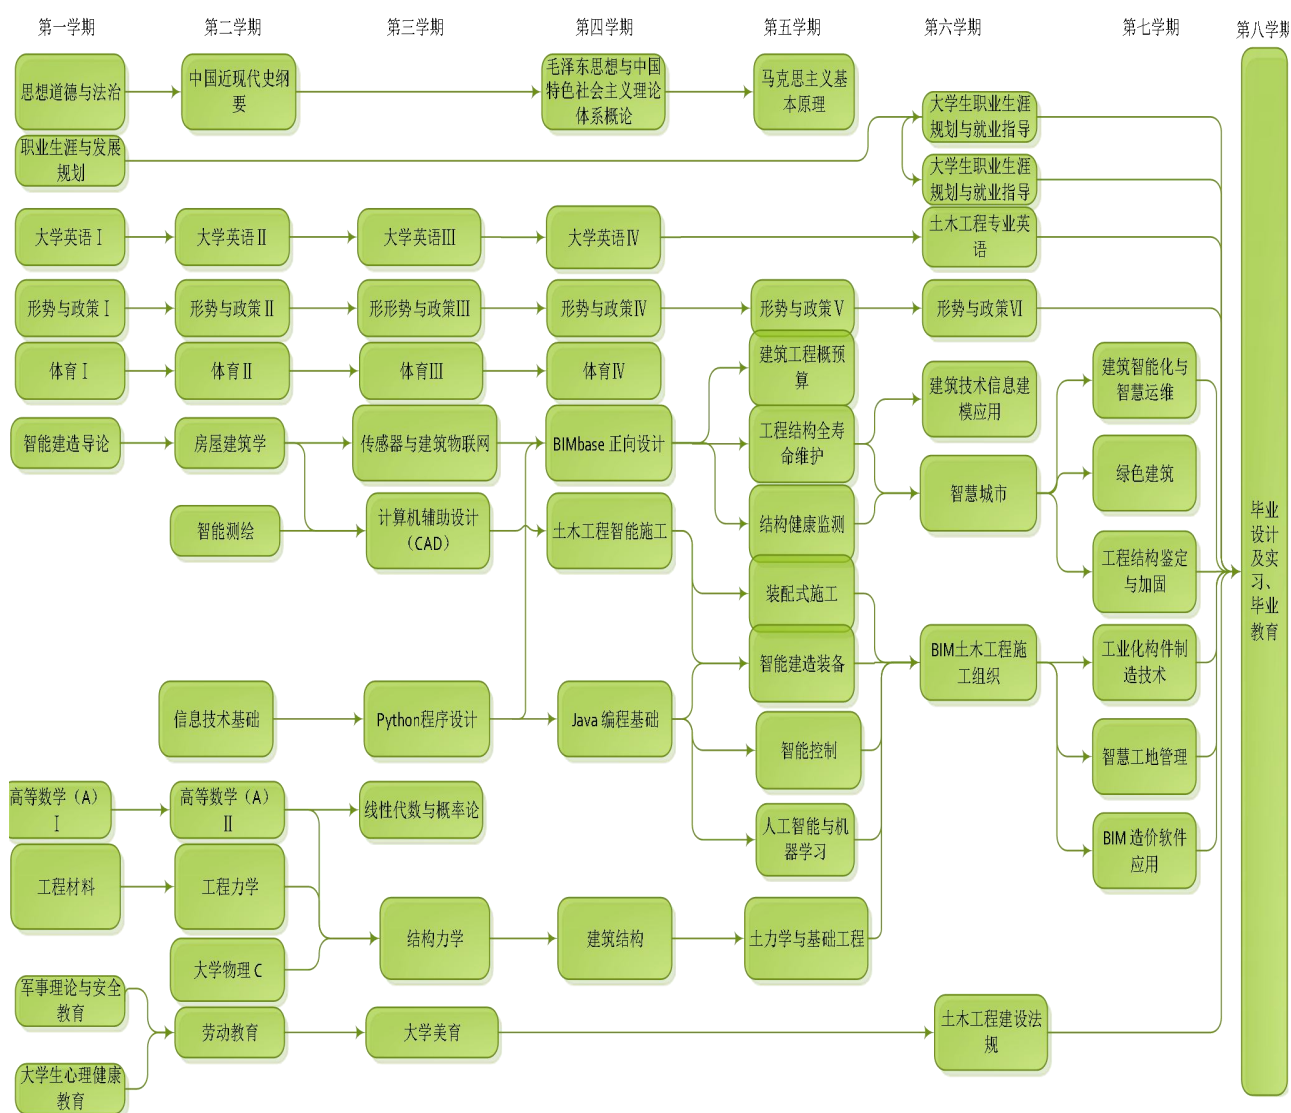 第一学期
第二学期
第三学期
第四学期
第五学期
第六学期
第七学期
第八学期
思想道德与法治
中国近现代史纲
要
毛泽东思想与中国
特色社会主义理论
体系概论
马克思主义基
本原理
大学生职业生涯
规划与就业指导
职业生涯与发展
规划
大学生职业生涯
规划与就业指导
大学英语Ⅰ
大学英语Ⅱ
大学英语Ⅲ
大学英语Ⅳ
土木工程专业英
语
形势与政策Ⅰ
形势与政策Ⅱ
形形势与政策Ⅲ
形势与政策Ⅳ
形势与政策Ⅴ
形势与政策Ⅵ
体育Ⅰ
体育Ⅱ
体育Ⅲ
体育Ⅳ
建筑工程概预
算
建筑技术信息建
模应用
建筑智能化与
智慧运维
智能建造导论
房屋建筑学
传感器与建筑物联网
BIMbase 正向设计
工程结构全寿
命维护
智慧城市
绿色建筑
智能测绘
计算机辅助设计
（CAD）
土木工程智能施工
结构健康监测
工程结构鉴定
与加固
装配式施工
毕业
设计
及实
习、
毕业
教育
智能建造装备
BIM土木工程施
工组织
工业化构件制
造技术
信息技术基础
Python程序设计
Java 编程基础
智能控制
智慧工地管理
高等数学（A）
Ⅰ
高等数学（A）
Ⅱ
线性代数与概率论
人工智能与机
器学习
BIM 造价软件
应用
工程材料
工程力学
结构力学
建筑结构
土力学与基础工程
大学物理 C
军事理论与安全
教育
劳动教育
大学美育
土木工程建设法
规
大学生心理健康
教育